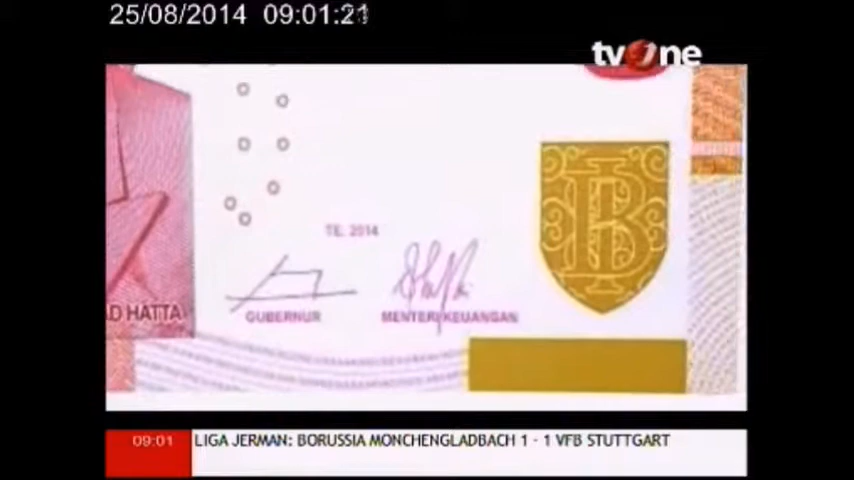 25/08/2014 09:01:21
tvOne
TE. 2014
AD HATTA
GUBERNUR
MENTERI KEUANGAN
09:01
LIGA JERMAN: BORUSSIA MONCHENGLADBACH 1 - 1 VFB STUTTGART